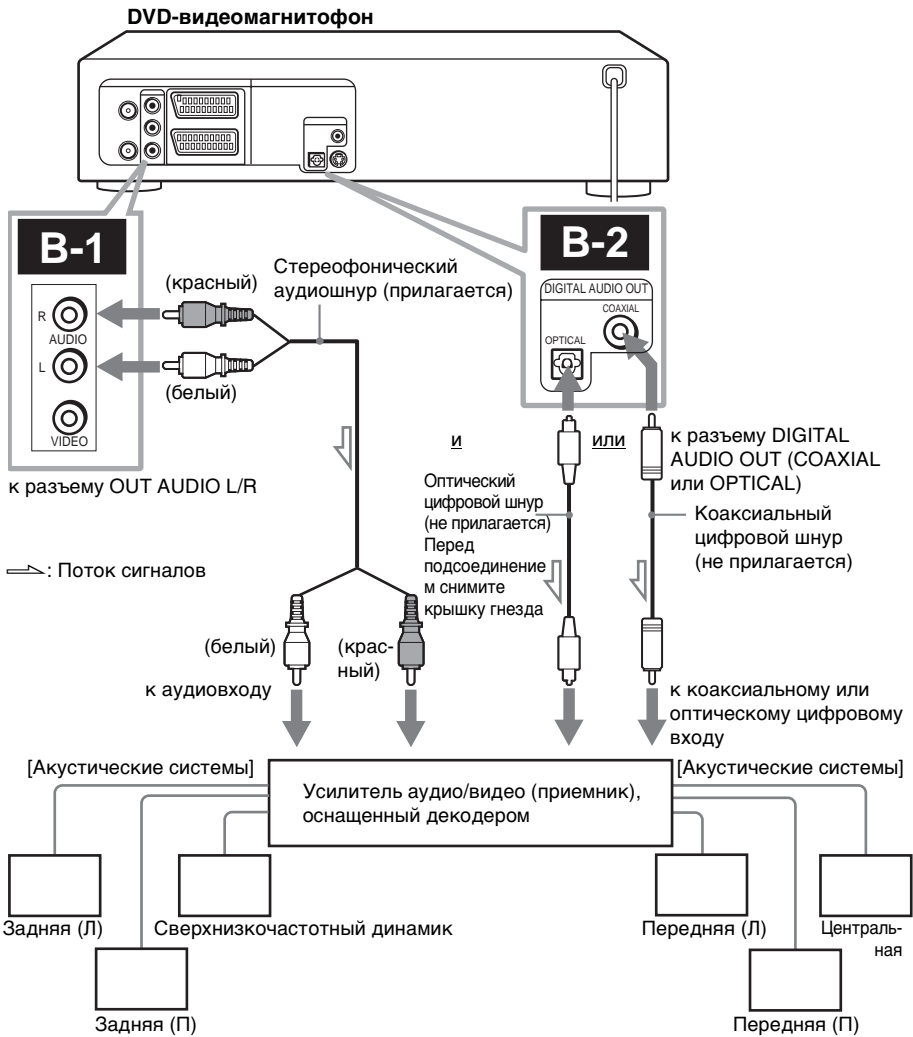 DVD-видеомагнитофон
B-1
B-2
(красный)
Стереофонический
аудиошнур (прилагается)
DIGITAL AUDIO OUT
COAXIAL
OPTICAL
R
AUDIO
L
VIDEO
(белый)
к разъему OUT AUDIO L/R
и
или
к разъему DIGITAL
AUDIO OUT (COAXIAL
или OPTICAL)
Оптический
цифровой шнур
(не прилагается)
Перед
подсоединение
м снимите
крышку гнезда
Коаксиальный
цифровой шнур
(не прилагается)
: Поток сигналов
(белый)
(крас-
ный)
к аудиовходу
к коаксиальному или
оптическому цифровому
входу
[Акустические системы]
[Акустические системы]
Усилитель аудио/видео (приемник),
оснащенный декодером
Задняя (Л)
Сверхнизкочастотный динамик
Передняя (Л)
Централь-
ная
Задняя (П)
Передняя (П)